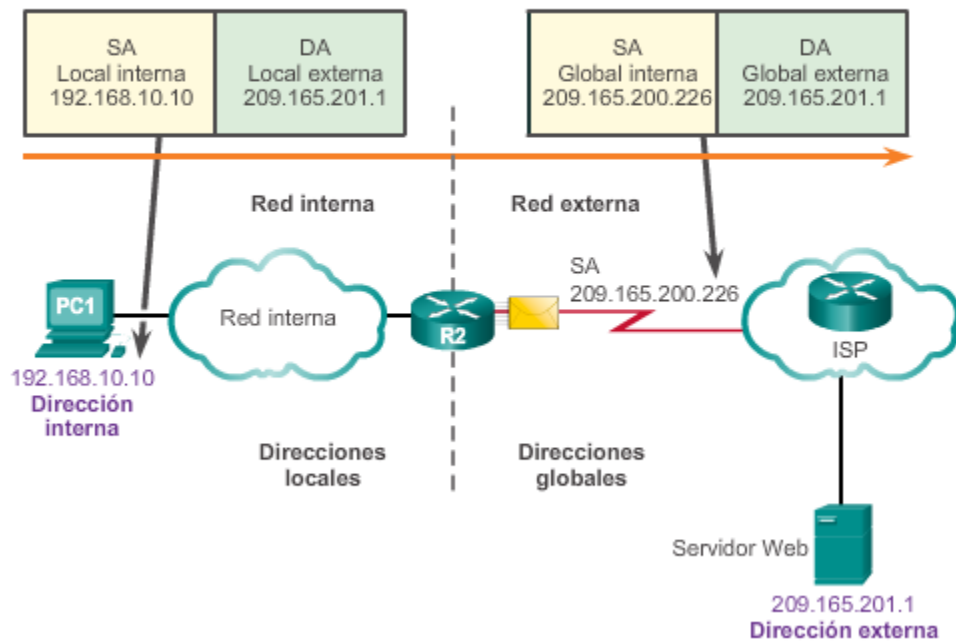 SA
Local interna
192.168.10.10
DA
Local externa
209.165.201.1
SA
Global interna
209.165.200.226
DA
Global externa
209.165.201.1
Red interna
Red externa
SA
209.165.200.226
PC1
Red interna
R2
ISP
192.168.10.10
Dirección
interna
Direcciones
locales
Direcciones
globales
Servidor Web
209.165.201.1
Dirección externa